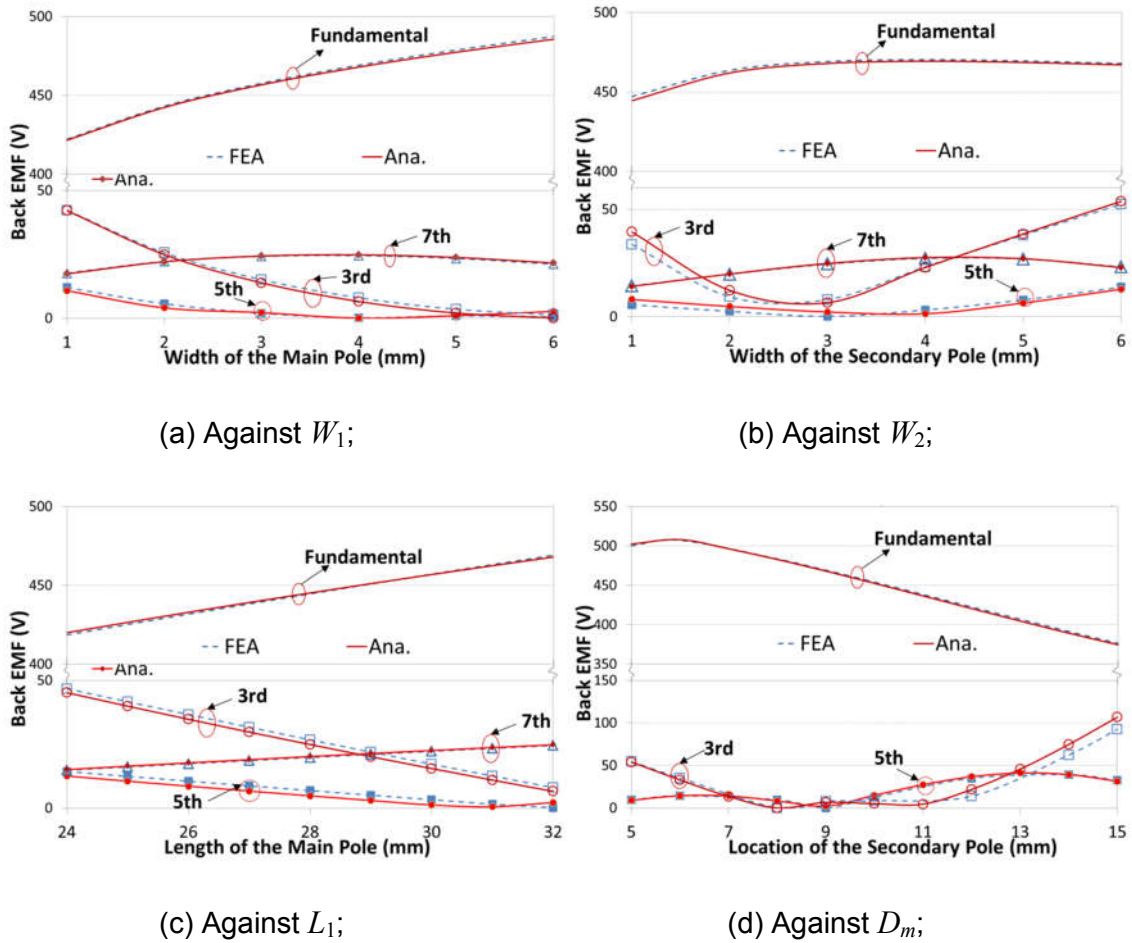 500
450
400
50
0
Back EMF (V)
Fundamental
FEA
Ana.
Ana.
7th
3rd
5th
1 2 3 4 5 6
Width of the Main Pole (mm)
(a) Against W1;
500
450
400
50
0
Back EMF (V)
Fundamental
FEA
Ana.
3rd
7th
5th
1 2 3 4 5 6
Width of the Secondary Pole (mm)
(b) Against W2;
500
450
400
50
0
Back EMF (V)
Fundamental
FEA
Ana.
Ana.
3rd
7th
5th
24 26 28 30 32
Length of the Main Pole (mm)
(c) Against L1;
550
500
450
400
350
150
100
50
0
Back EMF (V)
Fundamental
FEA
Ana.
3rd
5th
5 7 9 11 13 15
Location of the Secondary Pole (mm)
(d) Against Dm;